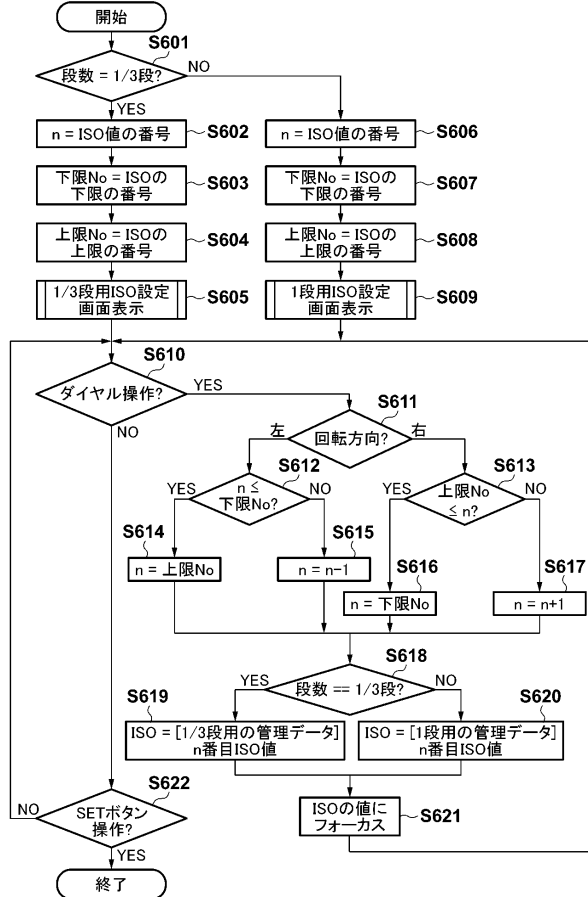 開始
S601
段数 = 1/3段?
NO
YES
n = ISO値の番号
S602
n = ISO値の番号
S606
下限No = ISOの
下限の番号
S603
下限No = ISOの
下限の番号
S607
上限No = ISOの
上限の番号
S604
上限No = ISOの
上限の番号
S608
1/3段用ISO設定
画面表示
S605
1段用ISO設定
画面表示
S609
S610
ダイヤル操作?
YES
NO
S611
回転方向?
左
右
S612
n ≤
下限No?
YES
NO
S613
上限No
≤ n?
YES
NO
S614
n = 上限No
S615
n = n-1
S616
n = 下限No
S617
n = n+1
S618
段数 == 1/3段?
YES
NO
S619
ISO = [1/3段用の管理データ]
n番目ISO値
S620
ISO = [1段用の管理データ]
n番目ISO値
S621
ISOの値に
フォーカス
S622
SETボタン
操作?
NO
YES
終了